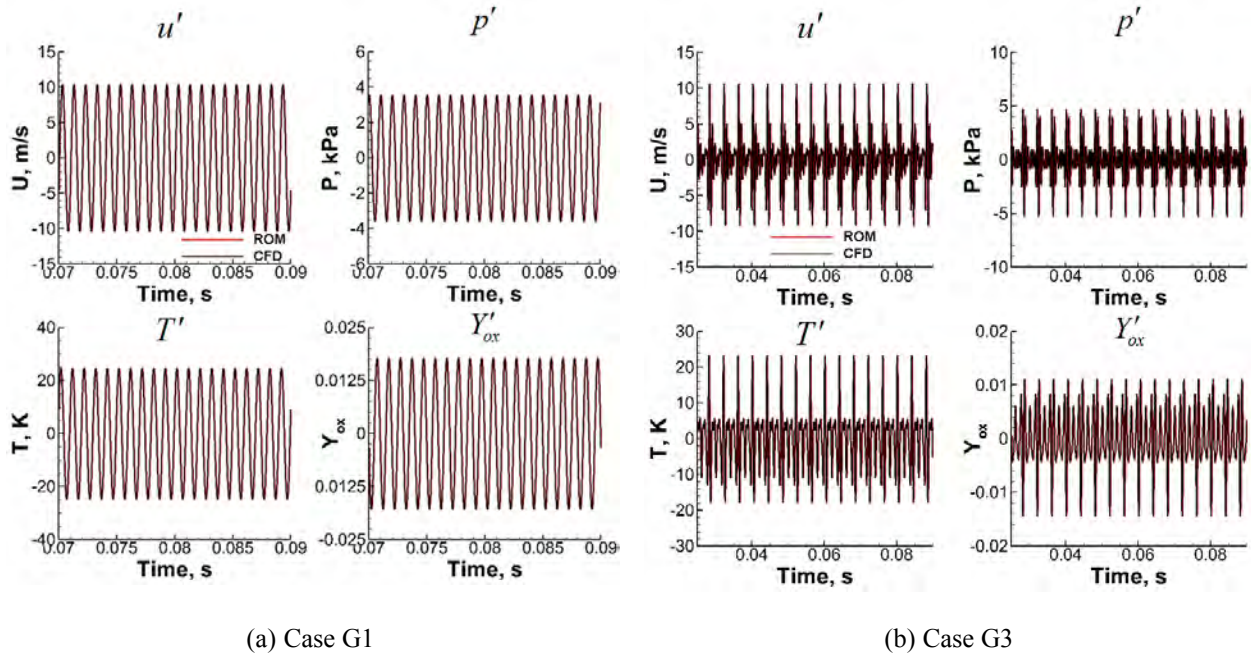 u′
p′
u′
p′
15
10
5
0
-5
-10
-15
U, m/s
ROM
CFD
0.07
0.075
0.08
0.085
0.09
Time, s
6
4
2
0
-2
-4
-6
P, kPa
0.07
0.075
0.08
0.085
0.09
Time, s
15
10
5
0
-5
-10
-15
U, m/s
ROM
CFD
0.04
0.06
0.08
Time, s
10
5
0
-5
-10
P, kPa
0.04
0.06
0.08
Time, s
T′
Y′ox
T′
Y′ox
40
20
0
-20
-40
T, K
0.07
0.075
0.08
0.085
0.09
Time, s
0.025
0.0125
0
0.0125
-0.025
Yox
0.07
0.075
0.08
0.085
0.09
Time, s
30
20
10
0
-10
-20
-30
T, K
0.04
0.06
0.08
Time, s
0.02
0.01
0
-0.01
-0.02
Yox
0.04
0.06
0.08
Time, s
(a) Case G1
(b) Case G3